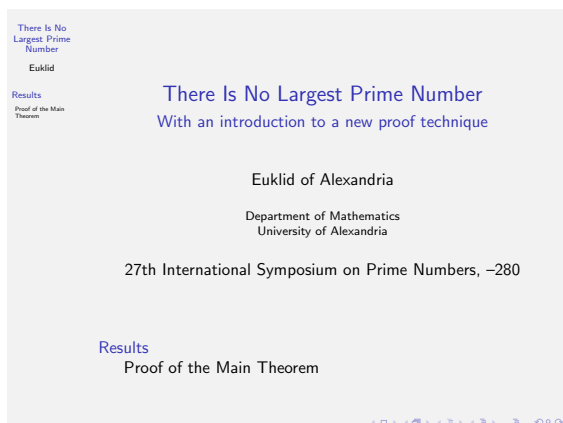 There Is No
Largest Prime
Number
Euklid
Results
Proof of the Main
Theorem
There Is No Largest Prime Number
With an introduction to a new proof technique
Euklid of Alexandria
Department of Mathematics
University of Alexandria
27th International Symposium on Prime Numbers, –280
Results
Proof of the Main Theorem